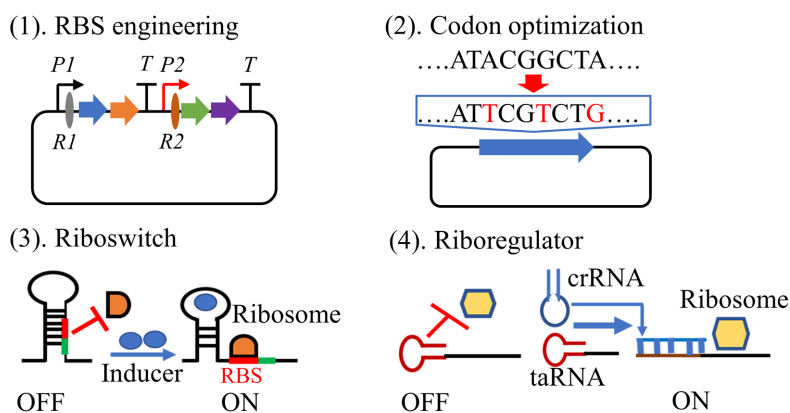 (1). RBS engineering
P1
T
P2
T
R1
R2
(2). Codon optimization
....ATACGGCTA....
....ATTCGTCTG....
(3). Riboswitch
Ribosome
Inducer
RBS
OFF
ON
(4). Riboregulator
crRNA
Ribosome
taRNA
OFF
ON